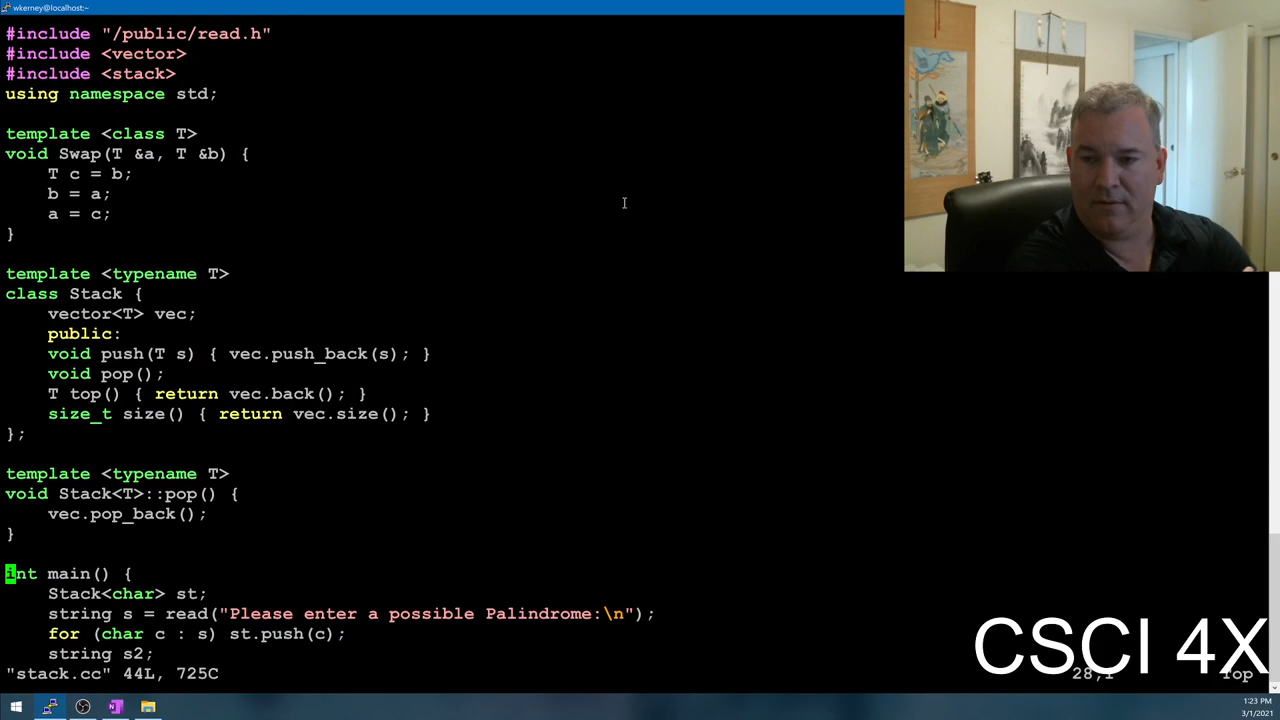 wkerney@localhost:~
#include "/public/read.h"
#include <vector>
#include <stack>
using namespace std;
template <class T>
void Swap(T &a, T &b) {
T c = b;
b = a;
a = c;
}
template <typename T>
class Stack {
vector<T> vec;
public:
void push(T s) { vec.push_back(s); }
void pop();
T top() { return vec.back(); }
size_t size() { return vec.size(); }
};
template <typename T>
void Stack<T>::pop() {
vec.pop_back();
}
int main() {
Stack<char> st;
string s = read("Please enter a possible Palindrome:\n");
for (char c : s) st.push(c);
string s2;
"stack.cc" 44L, 725C
28,1
Top
CSCI 4X
1:23 PM
3/1/2021